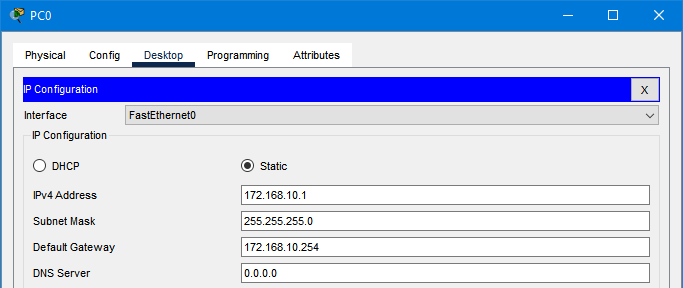 PC0
Physical Config Desktop Programming Attributes
IP Configuration X
Interface FastEthernet0
IP Configuration
DHCP Static
IPv4 Address 172.168.10.1
Subnet Mask 255.255.255.0
Default Gateway 172.168.10.254
DNS Server 0.0.0.0